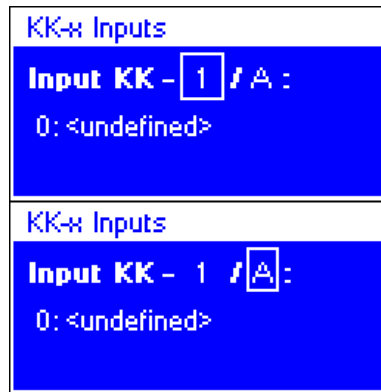 KK-x Inputs
Input KK - 1 / A :
0: <undefined>
KK-x Inputs
Input KK - 1 / A :
0: <undefined>